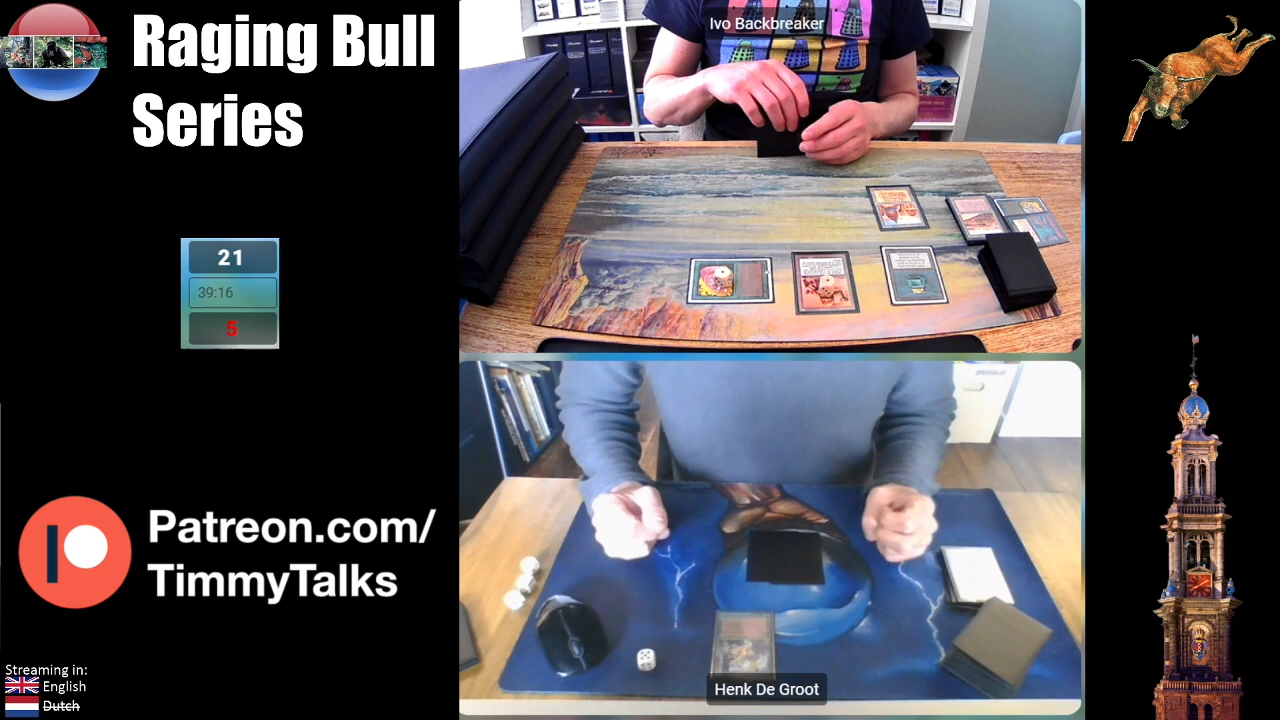 Raging Bull
Series
21
39:16
5
Patreon.com/
TimmyTalks
Streaming in:
English
Dutch
Ivo Backbreaker
Henk De Groot